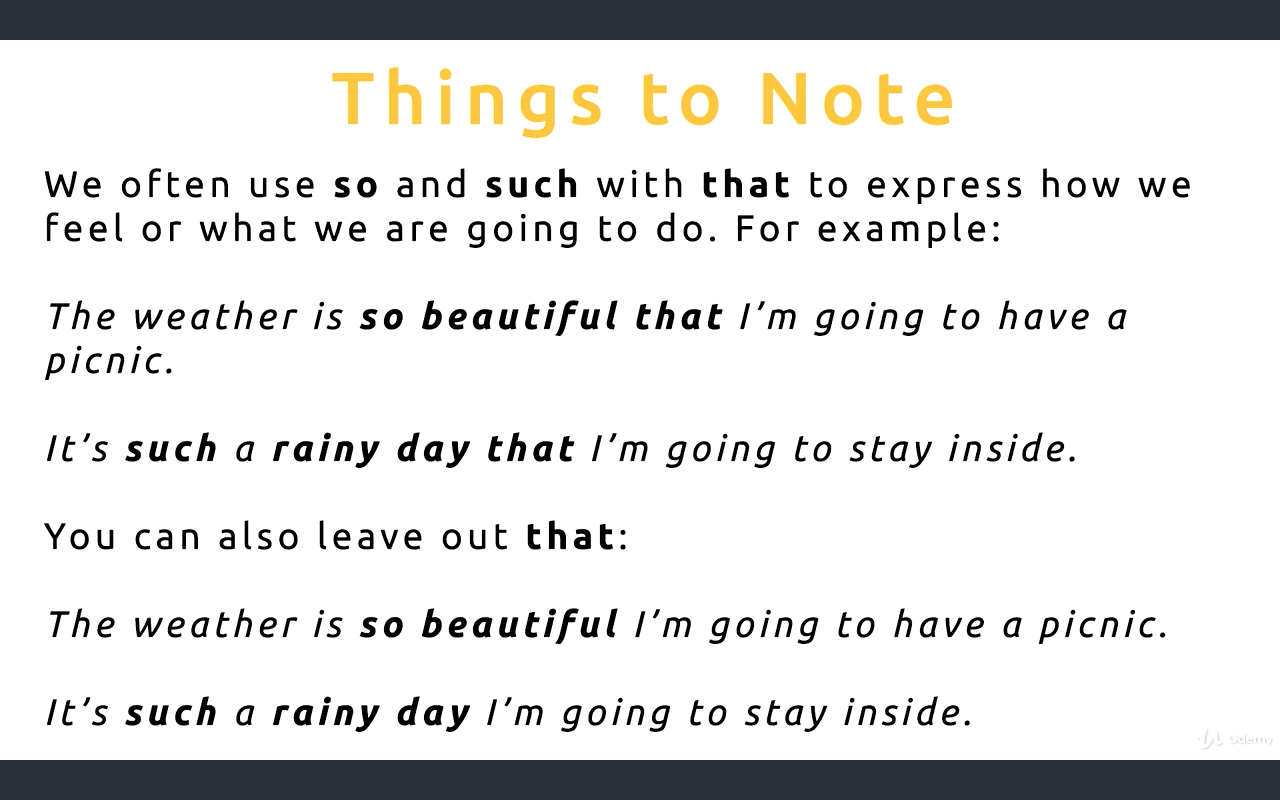 Things to Note
We often use so and such with that to express how we
feel or what we are going to do. For example:
The weather is so beautiful that I’m going to have a
picnic.
It’s such a rainy day that I’m going to stay inside.
You can also leave out that:
The weather is so beautiful I’m going to have a picnic.
It’s such a rainy day I’m going to stay inside.
Udemy